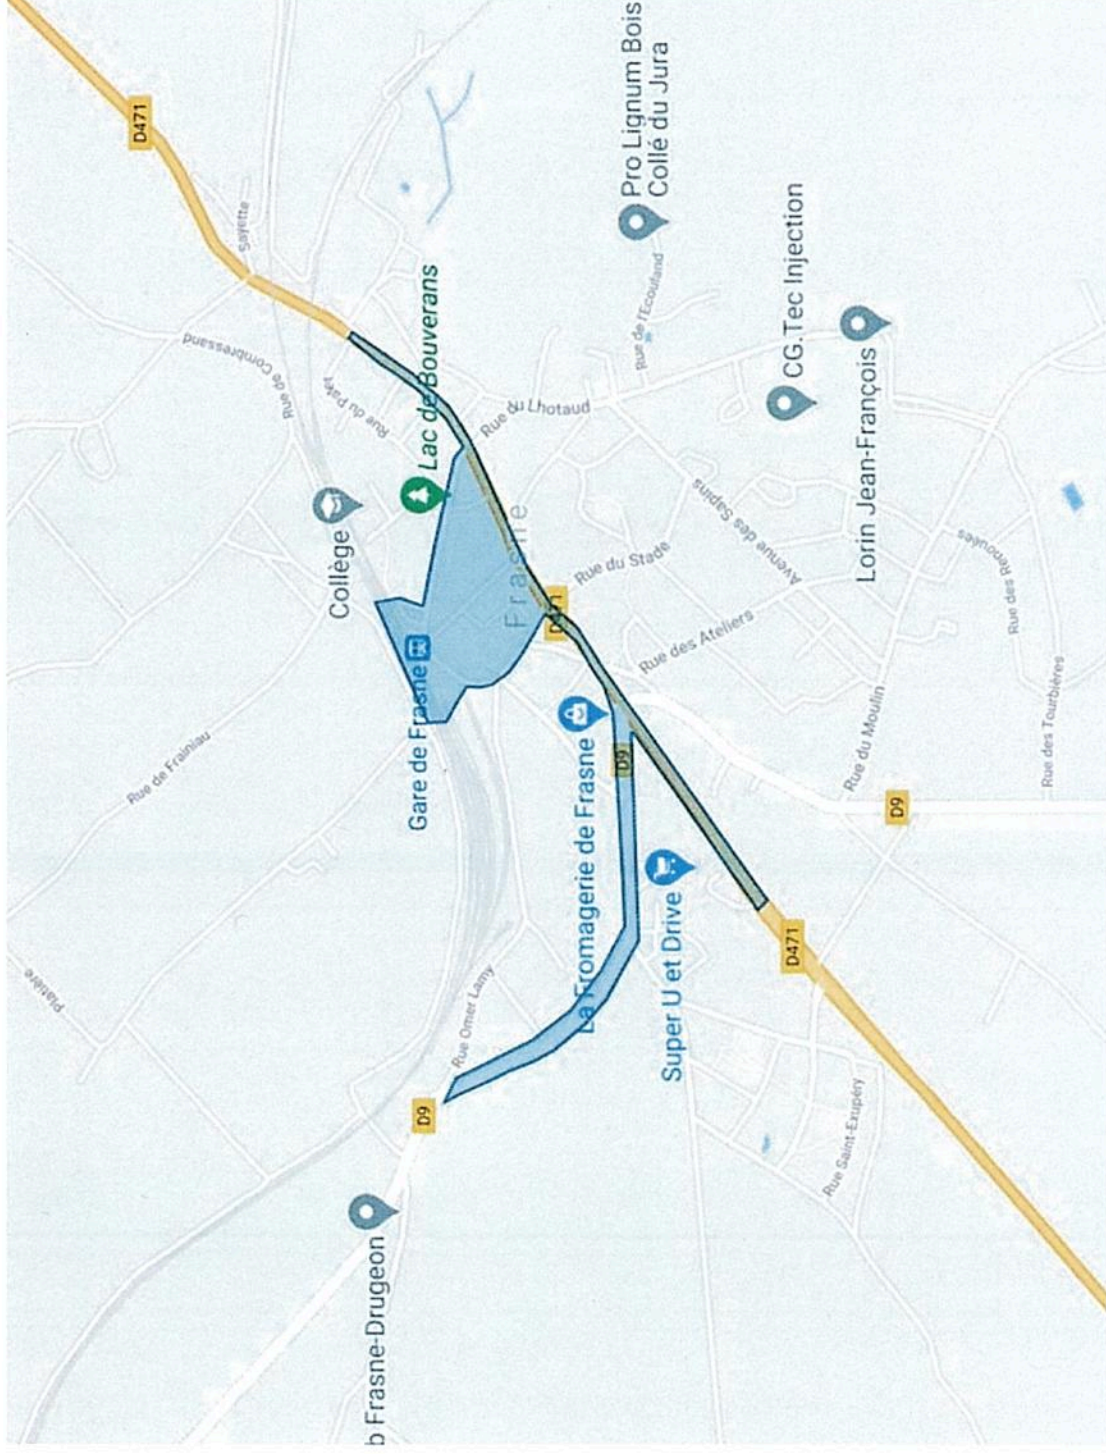 Platière
D471
Rue de Frainiau
Sayette
Rue de Combressand
Collège
Rue du
b Frasne-Drugeon
D9
Gare de Frasne
Lac de Bouverans
Rue Omer Lamy
Rue du Lhotaud
Frasne
D471
La Fromagerie de Frasne
D9
Rue du Stade
Pro Lignum Bois
Collé du Jura
Rue de l'Ecouland
Super U et Drive
Rue des Ateliers
Avenue des Sapins
D471
CG.Tec Injection
Rue Saint-Exupéry
Rue du Moulin
Lorin Jean-François
D9
Rue des Renouées
Rue des Tourbières